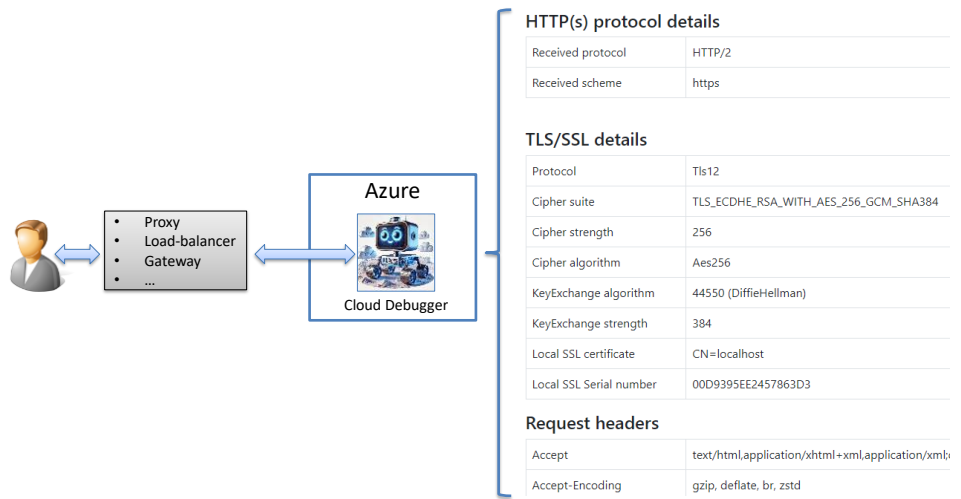 • Proxy
• Load-balancer
• Gateway
• ...
Azure
Cloud Debugger
HTTP(s) protocol details
Received protocol HTTP/2
Received scheme https
TLS/SSL details
Protocol Tls12
Cipher suite TLS_ECDHE_RSA_WITH_AES_256_GCM_SHA384
Cipher strength 256
Cipher algorithm Aes256
KeyExchange algorithm 44550 (DiffieHellman)
KeyExchange strength 384
Local SSL certificate CN=localhost
Local SSL Serial number 00D9395EE2457863D3
Request headers
Accept text/html,application/xhtml+xml,application/xml;
Accept-Encoding gzip, deflate, br, zstd